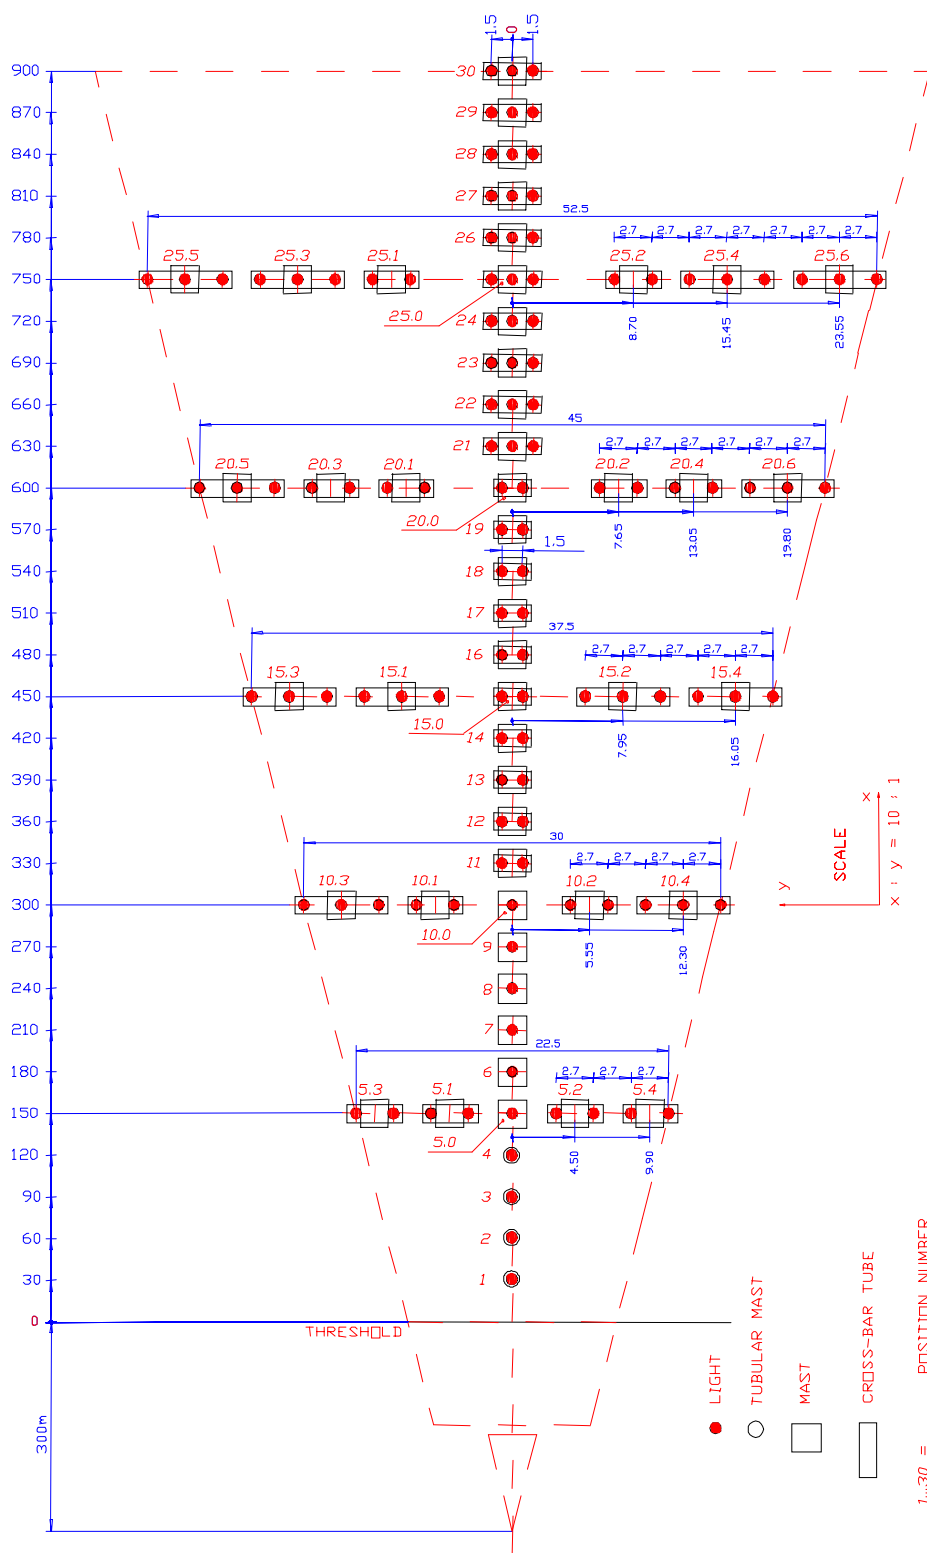 1.5 0 1.5
900 30
870 29
840 28
810 27
52.5
780 26 2.7 2.7 2.7 2.7 2.7 2.7 2.7
25.5 25.3 25.1 25.2 25.4 25.6
750
25.0
720 24 8.70 15.45 23.55
690 23
660 22
45
630 21 2.7 2.7 2.7 2.7 2.7 2.7
20.5 20.3 20.1 20.2 20.4 20.6
600
20.0
570 19 7.65 13.05 19.80
1.5
540 18
510 17
37.5
480 16 2.7 2.7 2.7 2.7 2.7
15.3 15.1 15.2 15.4
450
15.0
420 14 7.95 16.05
390 13
360 12
30
330 11 2.7 2.7 2.7 2.7
10.3 10.1 10.2 10.4
300
10.0
270 9 5.55 12.30
240 8
210 7
22.5
180 6 2.7 2.7 2.7
5.3 5.1 5.2 5.4
150
5.0
120 4 4.50 9.90
90 3
60 2
30 1
0
THRESHOLD
300m
SCALE
x
y
x : y = 10 : 1
LIGHT
TUBULAR MAST
MAST
CROSS-BAR TUBE
1...30 = POSITION NUMBER